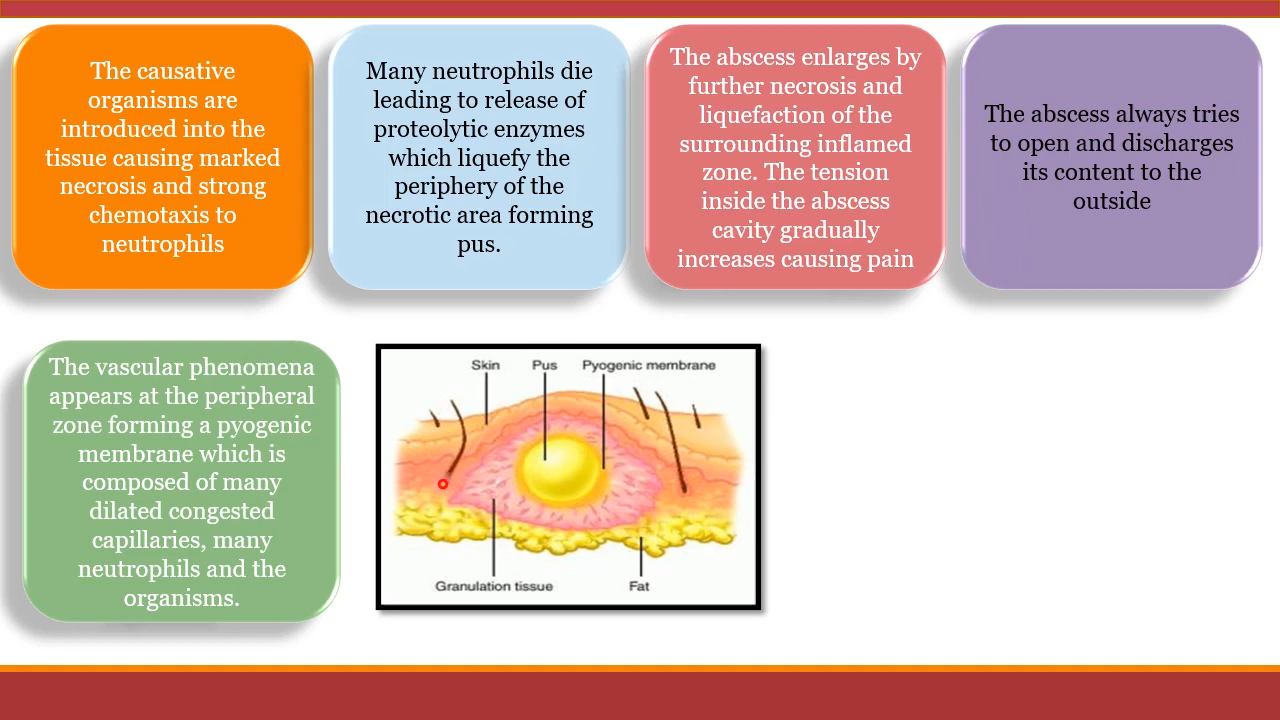 The causative
organisms are
introduced into the
tissue causing marked
necrosis and strong
chemotaxis to
neutrophils
Many neutrophils die
leading to release of
proteolytic enzymes
which liquefy the
periphery of the
necrotic area forming
pus.
The abscess enlarges by
further necrosis and
liquefaction of the
surrounding inflamed
zone. The tension
inside the abscess
cavity gradually
increases causing pain
The abscess always tries
to open and discharges
its content to the
outside
The vascular phenomena
appears at the peripheral
zone forming a pyogenic
membrane which is
composed of many
dilated congested
capillaries, many
neutrophils and the
organisms.
Skin Pus Pyogenic membrane
Granulation tissue Fat